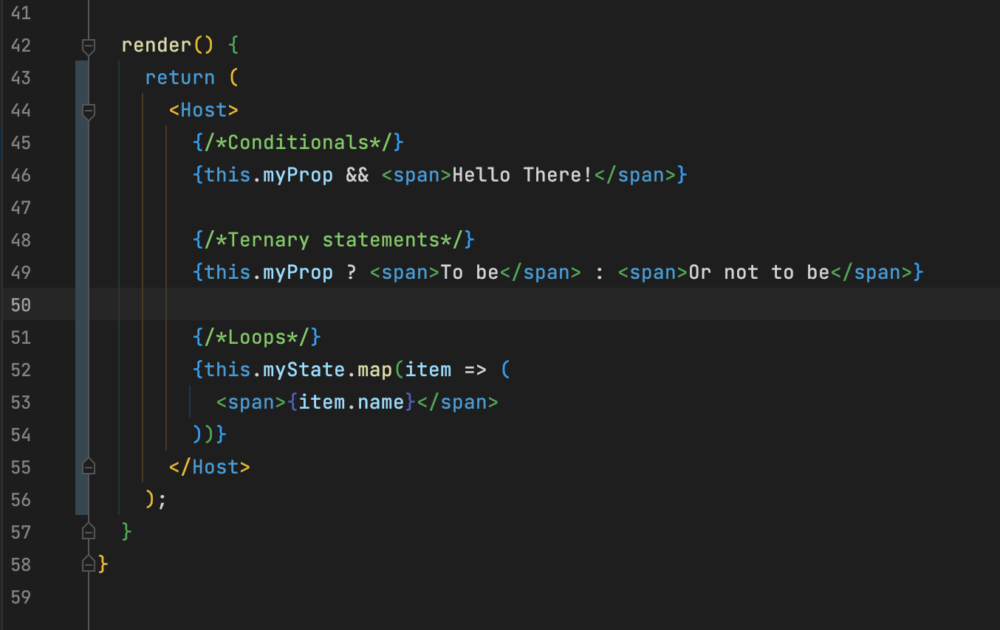 41
42 render() {
43 return (
44 <Host>
45 {/*Conditionals*/}
46 {this.myProp && <span>Hello There!</span>}
47
48 {/*Ternary statements*/}
49 {this.myProp ? <span>To be</span> : <span>Or not to be</span>}
50
51 {/*Loops*/}
52 {this.myState.map(item => (
53 <span>{item.name}</span>
54 ))}
55 </Host>
56 );
57 }
58 }
59